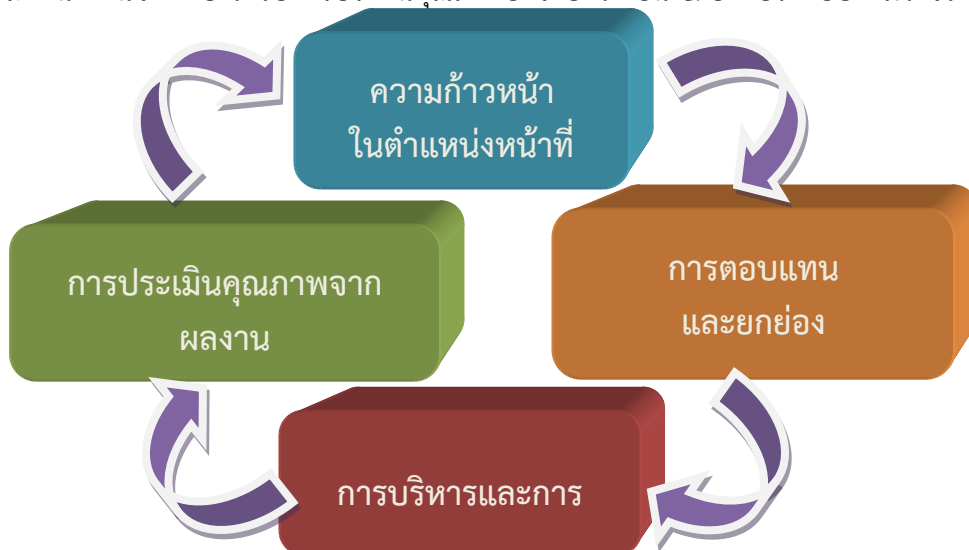 ความก้าวหน้า
ในตำแหน่งหน้าที่
การตอบแทน
และยกย่อง
การประเมินคุณภาพจาก
ผลงาน
การบริหารและการ